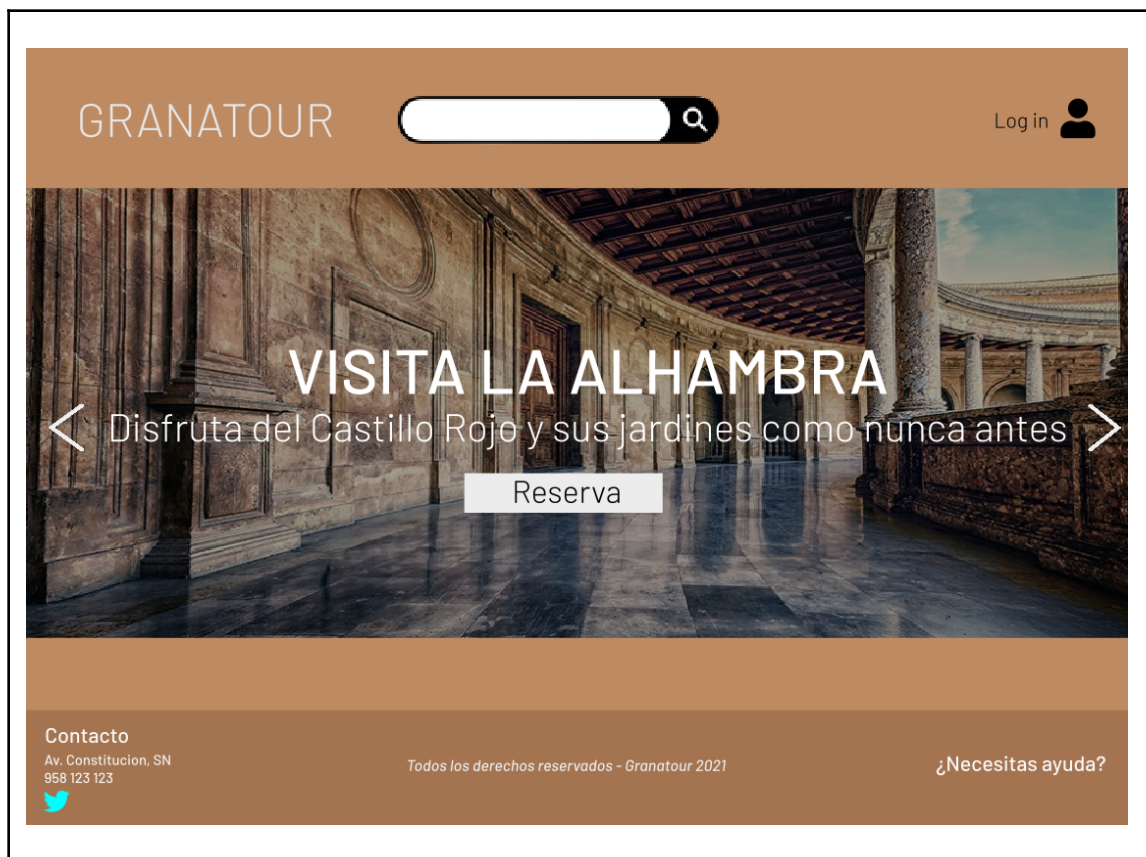 GRANATOUR
Log in
VISITA LA ALHAMBRA
Disfruta del Castillo Rojo y sus jardines como nunca antes
Reserva
Contacto
Av. Constitucion, SN
958 123 123
Todos los derechos reservados - Granatour 2021
¿Necesitas ayuda?